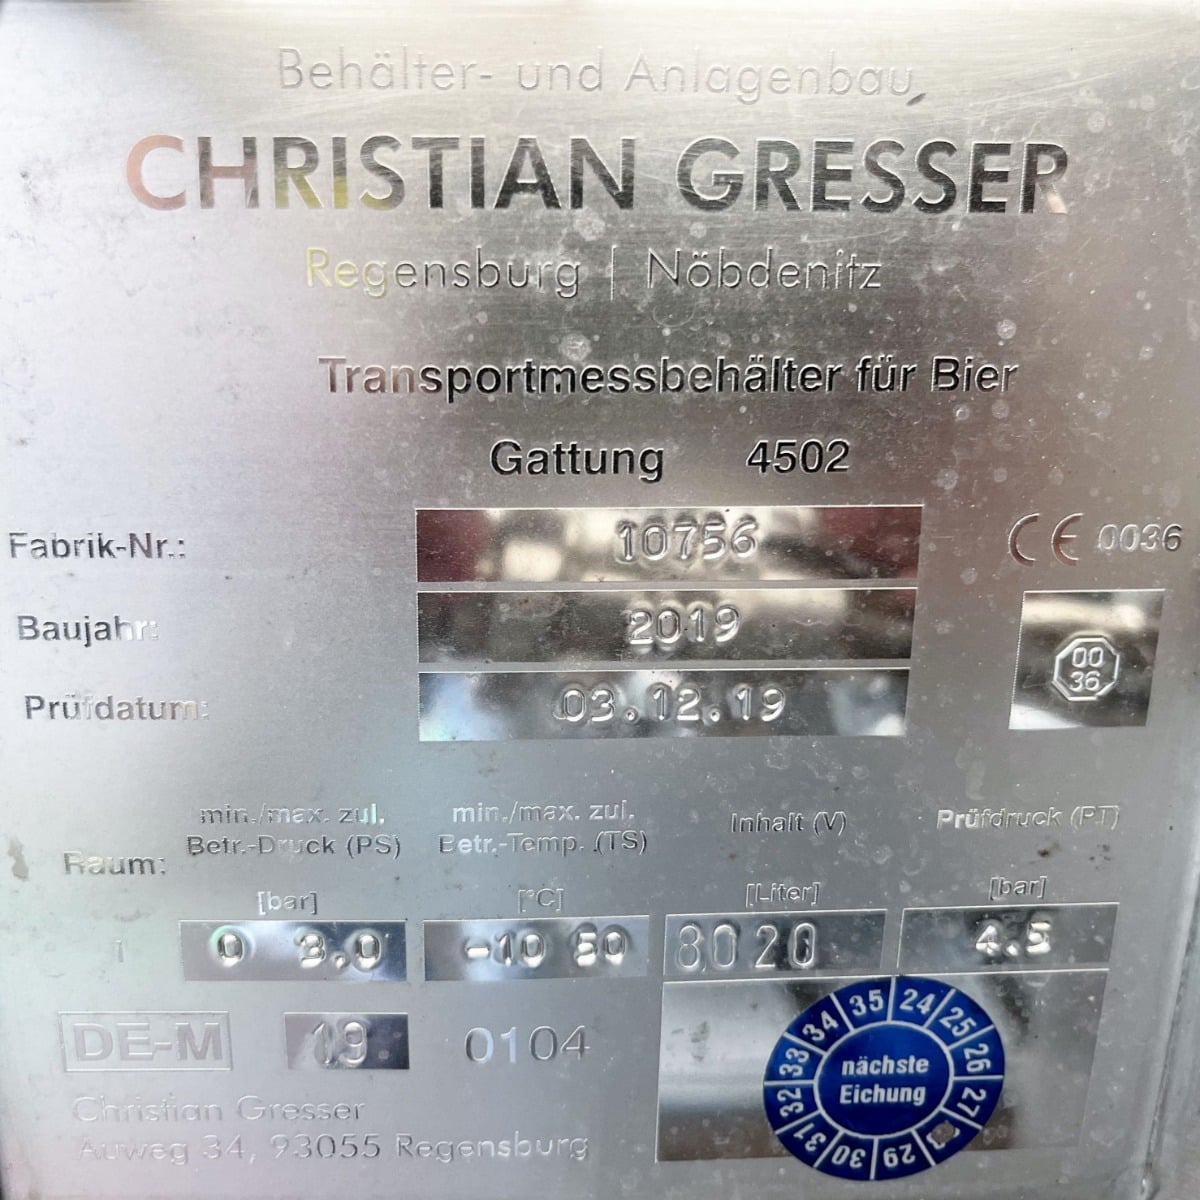 Behälter- und Anlagenbau
CHRISTIAN GRESSER
Regensburg | Nöbdenitz
Transportmessbehälter für Bier
Gattung 4502
Fabrik-Nr.: 10756 CE 0036
Baujahr: 2019
00
36
Prüfdatum: 03.12.19
min./max. zul. min./max. zul. Inhalt (V) Prüfdruck (PT)
Raum: Betr.-Druck (PS) Betr.-Temp. (TS)
[bar] [°C] [Liter] [bar]
1 0 3.0 -10 50 8020 4.5
DE-M 19 0104
Christian Gresser
Auweg 34, 93055 Regensburg
24 25 26 27 29 30 31 32 33 34 35
nächste
Eichung